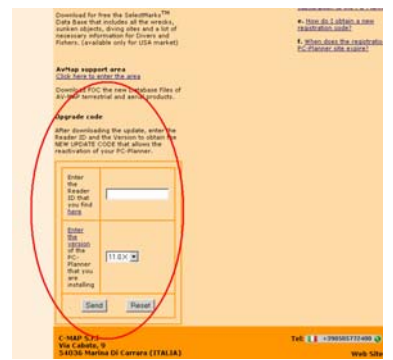 Download for free the SelectMarks™
Data Base that includes all the wrecks,
sunken objects, diving sites and a lot of
necessary information for Divers and
Fishers. (available only for USA market)
AvMap support area
Click here to enter the area
Download FOC the new Database Files of
AV-MAP terrestrial and aerial products.
Upgrade code
After downloading the update, enter the
Reader ID and the Version to obtain the
NEW UPDATE CODE that allows the
reactivation of your PC-Planner.
Enter
the
Reader
ID that
you find
here
Enter
the
version
of the
PC-
Planner
that you
are
installing
11.0.X
Send
Reset
e. How do I obtain a new
registration code?
f. When does the registratio
PC-Planner site expire?
C-MAP S.r.l
Via Caboto, 9
54036 Marina Di Carrara (ITALIA)
Tel:
+390585772400
Web Site